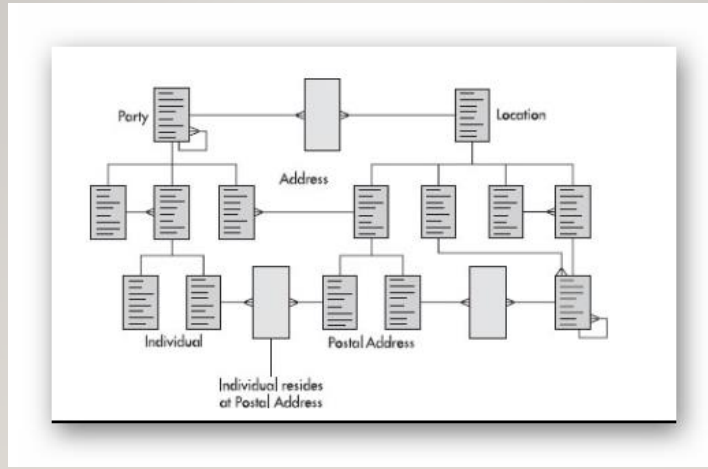 Party
Location
Address
Individual
Postal Address
Individual resides
at Postal Address